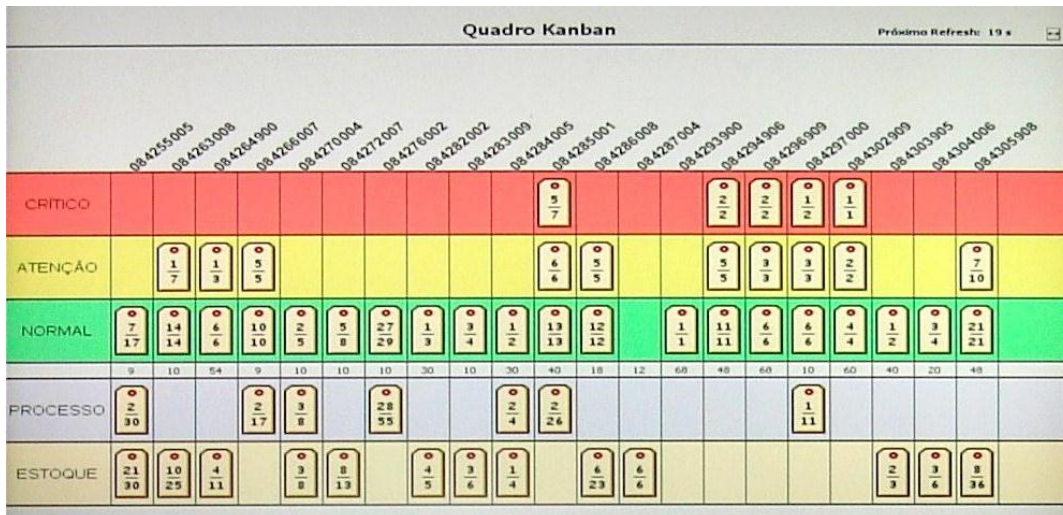 Quadro Kanban
Próximo Refresh: 19 s
084255005 084263008 084264900 084266007 084270004 084272007 084276002 084282002 084283009 084284005 084285001 084286008 084287004 084293900 084294906 084296909 084297000 084302909 084303905 084304006 084305908
CRÍTICO 5/7 2/2 2/2 1/2 1/1
ATENÇÃO 1/7 1/3 5/5 6/6 5/5 5/5 3/3 3/3 2/2 7/10
NORMAL 7/17 14/14 6/6 10/10 2/5 5/8 27/29 1/3 3/4 1/2 13/13 12/12 1/1 11/11 6/6 6/6 4/4 1/2 3/4 21/21
9 10 54 9 10 10 10 30 10 30 40 18 12 68 48 68 10 60 40 20 48
PROCESSO 2/30 2/17 3/8 28/55 2/4 2/26 1/11
ESTOQUE 21/30 10/25 4/11 3/8 8/13 4/5 3/6 1/4 6/23 6/6 2/3 3/6 8/36